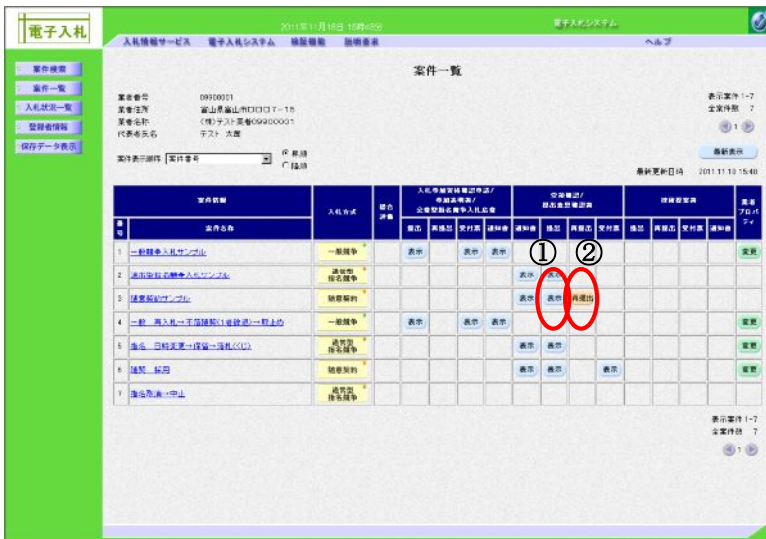 電子入札
2011年11月18日 15時48分
電子入札システム
入札情報サービス 電子入札システム 検証機能 説明要求
ヘルプ
案件検索
案件一覧
入札状況一覧
登録者情報
保存データ表示
案件一覧
業者番号 09900001
業者住所 富山県富山市□□□7-15
業者名称 (株)テスト業者09900001
代表者氏名 テスト 太郎
表示案件 1-7
全案件数 7
1
案件表示順序 案件番号
昇順
降順
最新表示
最新更新日時 2011.11.18 15:48
案件情報
入札方式
総合評価
入札参加資格確認申請/
参加表明書/
受領確認/
提出意思確認書
技術提案書
業者プロパティ
番号
案件名称
提出 再提出 受付票 通知書 通知書 提出 再提出 受付票 提出 再提出 受付票 通知書
① ②
1 一般競争入札サンプル 一般競争 表示 表示 表示 変更
2 通常型指名競争入札サンプル 通常型指名競争 表示 表示
3 随意契約サンプル 随意契約 表示 表示 再提出
4 一般 再入札→不落随契(1者辞退)→取止め 一般競争 表示 表示 表示 変更
5 指名 日時変更→保留→落札(くじ) 通常型指名競争 表示 表示 変更
6 随契 採用 随意契約 表示 表示 表示 変更
7 指名取消→中止 通常型指名競争
表示案件 1-7
全案件数 7
1